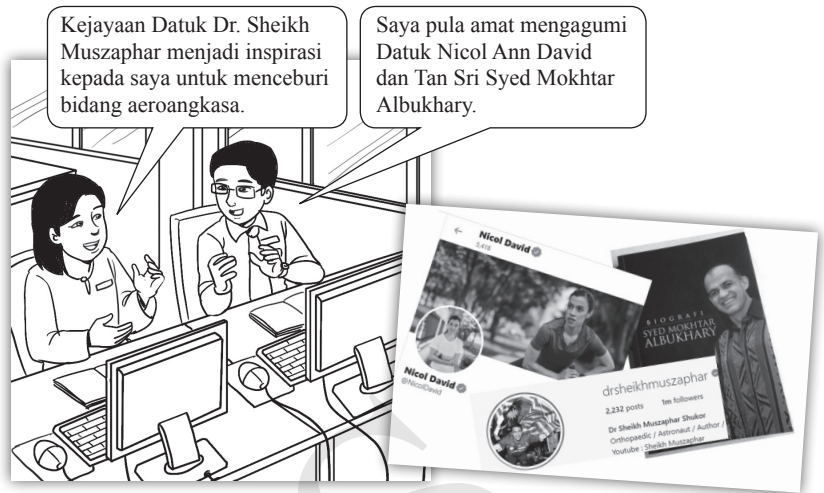 Kejayaan Datuk Dr. Sheikh
Muszaphar menjadi inspirasi
kepada saya untuk menceburi
bidang aeroangkasa.
Saya pula amat mengagumi
Datuk Nicol Ann David
dan Tan Sri Syed Mokhtar
Albukhary.
Nicol David
5,418
Nicol David
@NicolDavid
BIOGRAFI
SYED MOKHTAR
ALBUKHARY
drsheikhmuszaphar
2,232 posts 1m followers
Dr Sheikh Muszaphar Shukor
Orthopaedic / Astronaut / Author /
Youtube : Sheikh Muszaphar